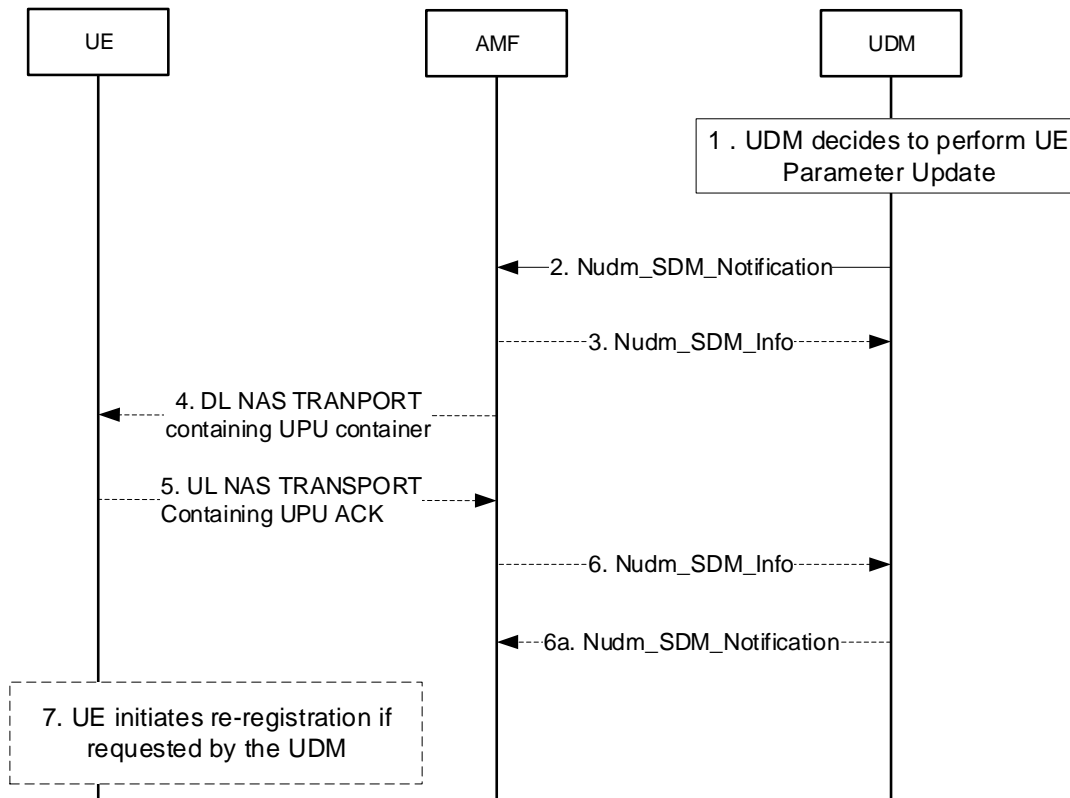 UE
AMF
UDM
1 . UDM decides to perform UE
Parameter Update
2. Nudm_SDM_Notification
3. Nudm_SDM_Info
4. DL NAS TRANPORT
containing UPU container
5. UL NAS TRANSPORT
Containing UPU ACK
6. Nudm_SDM_Info
6a. Nudm_SDM_Notification
7. UE initiates re-registration if
requested by the UDM